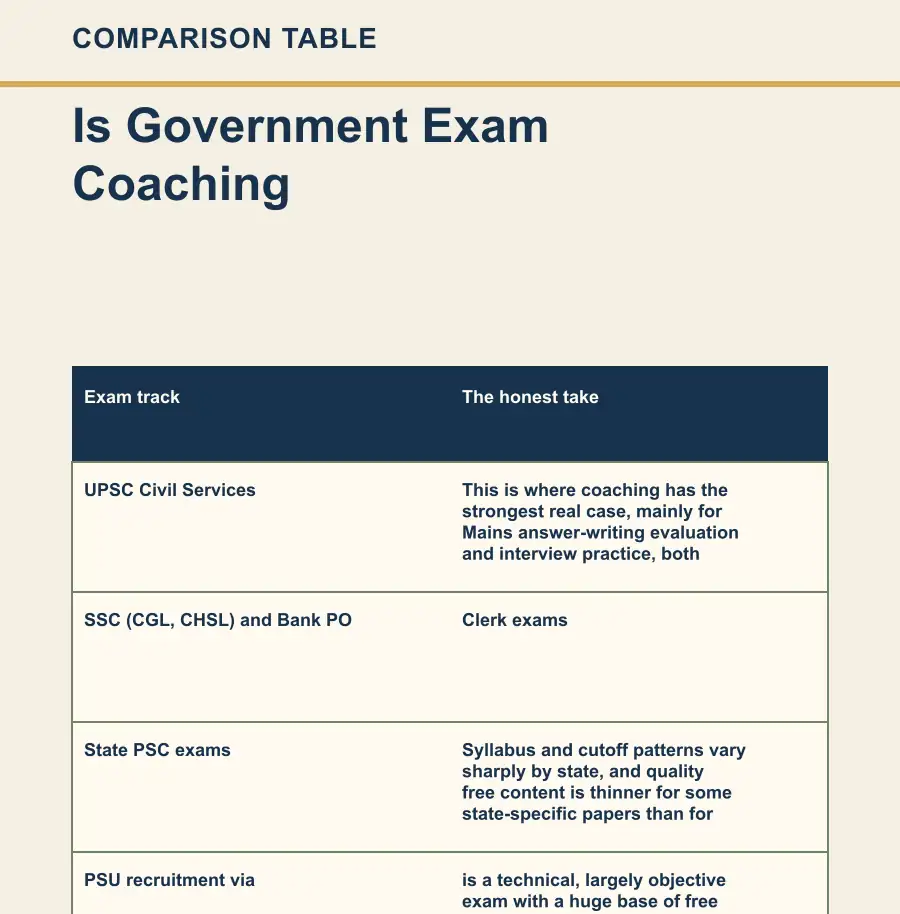 COMPARISON TABLE
Is Government Exam
Coaching
Exam track
The honest take
UPSC Civil Services
This is where coaching has the
strongest real case, mainly for
Mains answer-writing evaluation
and interview practice, both
SSC (CGL, CHSL) and Bank PO
Clerk exams
State PSC exams
Syllabus and cutoff patterns vary
sharply by state, and quality
free content is thinner for some
state-specific papers than for
PSU recruitment via
is a technical, largely objective
exam with a huge base of free